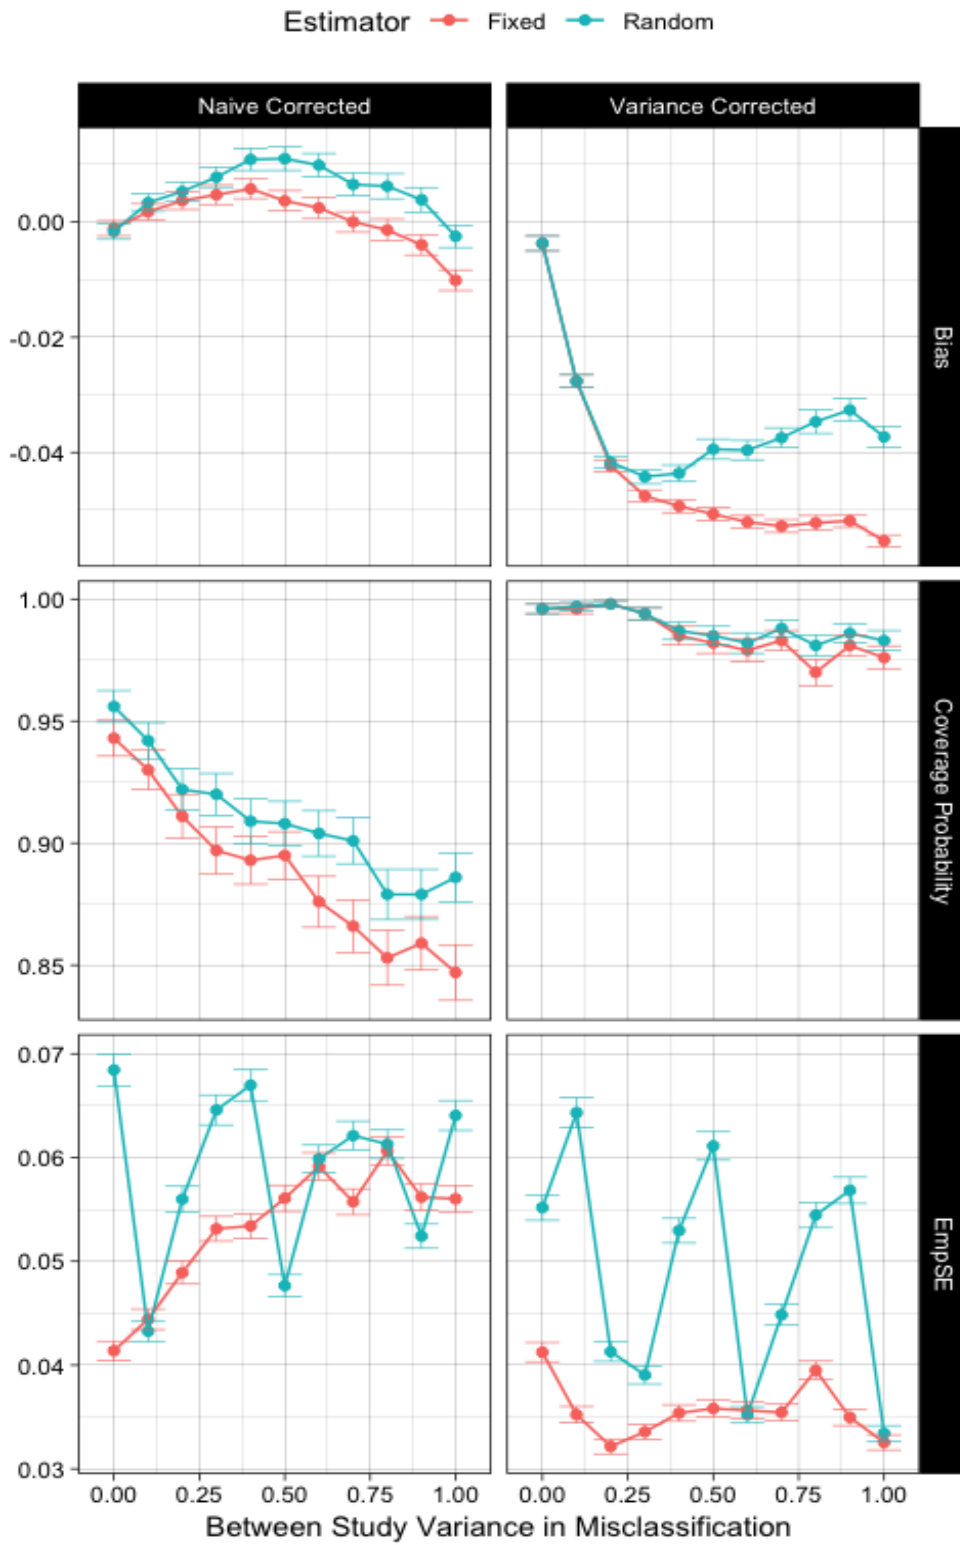 Estimator Fixed Random
Naive Corrected Variance Corrected
0.00
-0.02
-0.04
Bias
1.00
0.95
0.90
0.85
Coverage Probability
0.07
0.06
0.05
0.04
0.03
EmpSE
0.00 0.25 0.50 0.75 1.00 0.00 0.25 0.50 0.75 1.00
Between Study Variance in Misclassification